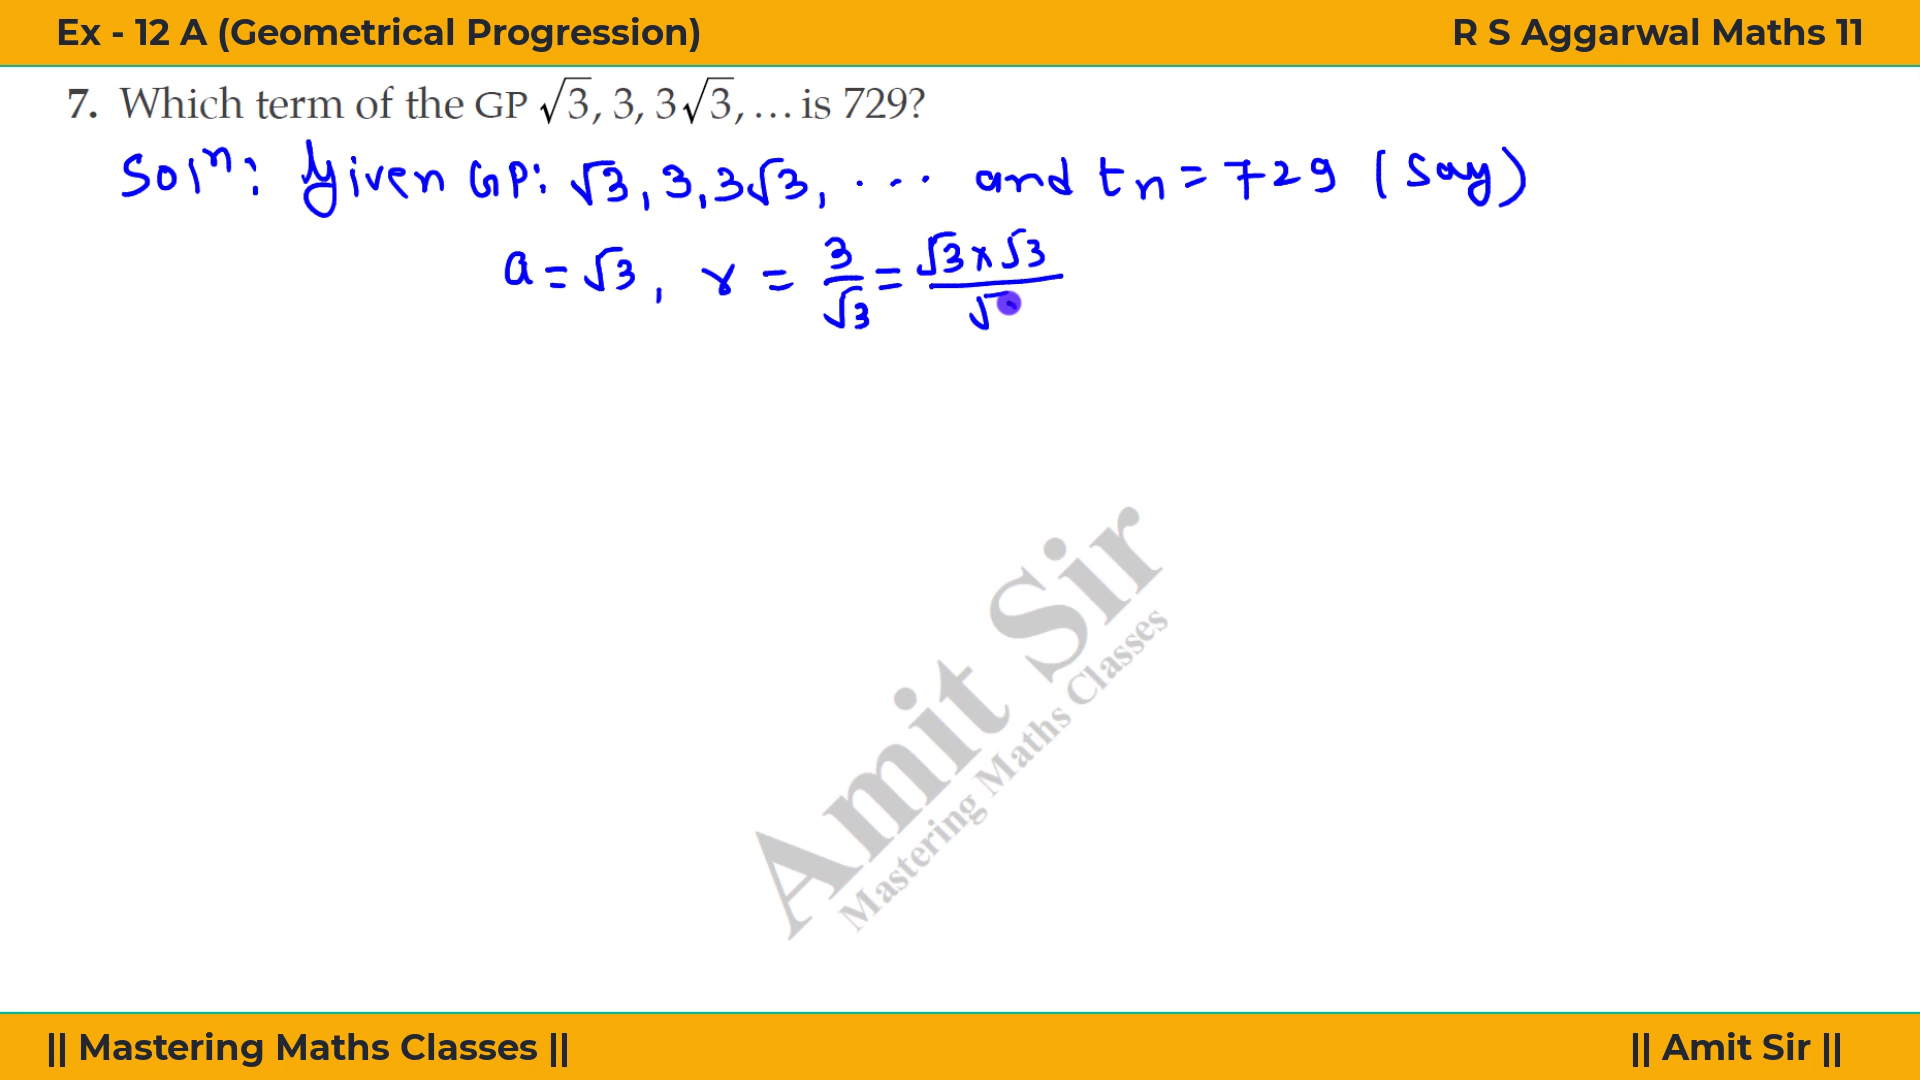 Ex - 12 A (Geometrical Progression)
R S Aggarwal Maths 11
7. Which term of the GP √3, 3, 3√3, ... is 729?
Solⁿ: Given GP: √3, 3, 3√3, ... and tn = 729 (say)
a = √3, r = 3/√3 = √3×√3/√
Amit Sir
Mastering Maths Classes
|| Mastering Maths Classes ||
|| Amit Sir ||